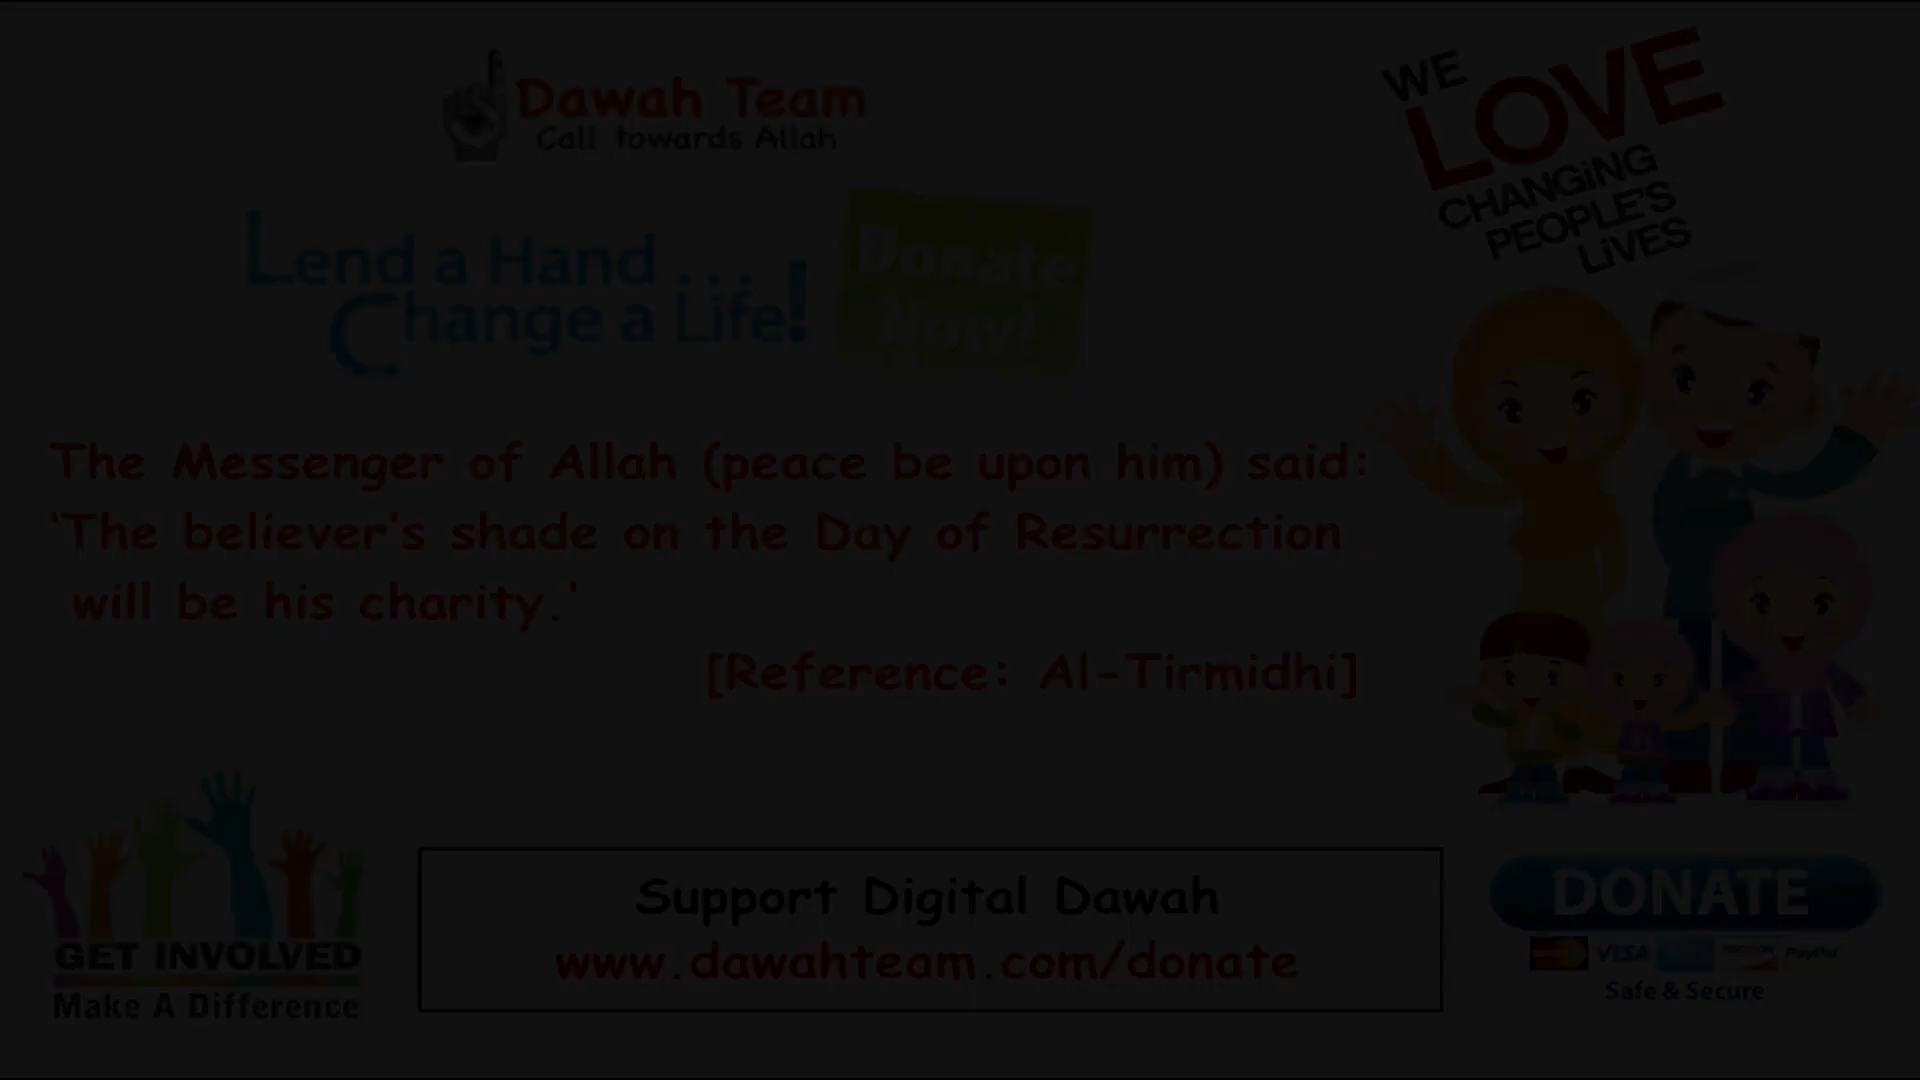 Dawah Team
Call towards Allah
WE
LOVE
CHANGiNG
PEOPLE'S
LiVES
Lend a Hand ...
Change a Life!
Donate
Now!
The Messenger of Allah (peace be upon him) said:
'The believer's shade on the Day of Resurrection
will be his charity.'
[Reference: Al-Tirmidhi]
GET INVOLVED
Make A Difference
Support Digital Dawah
www.dawahteam.com/donate
DONATE
VISA
PayPal
Safe & Secure